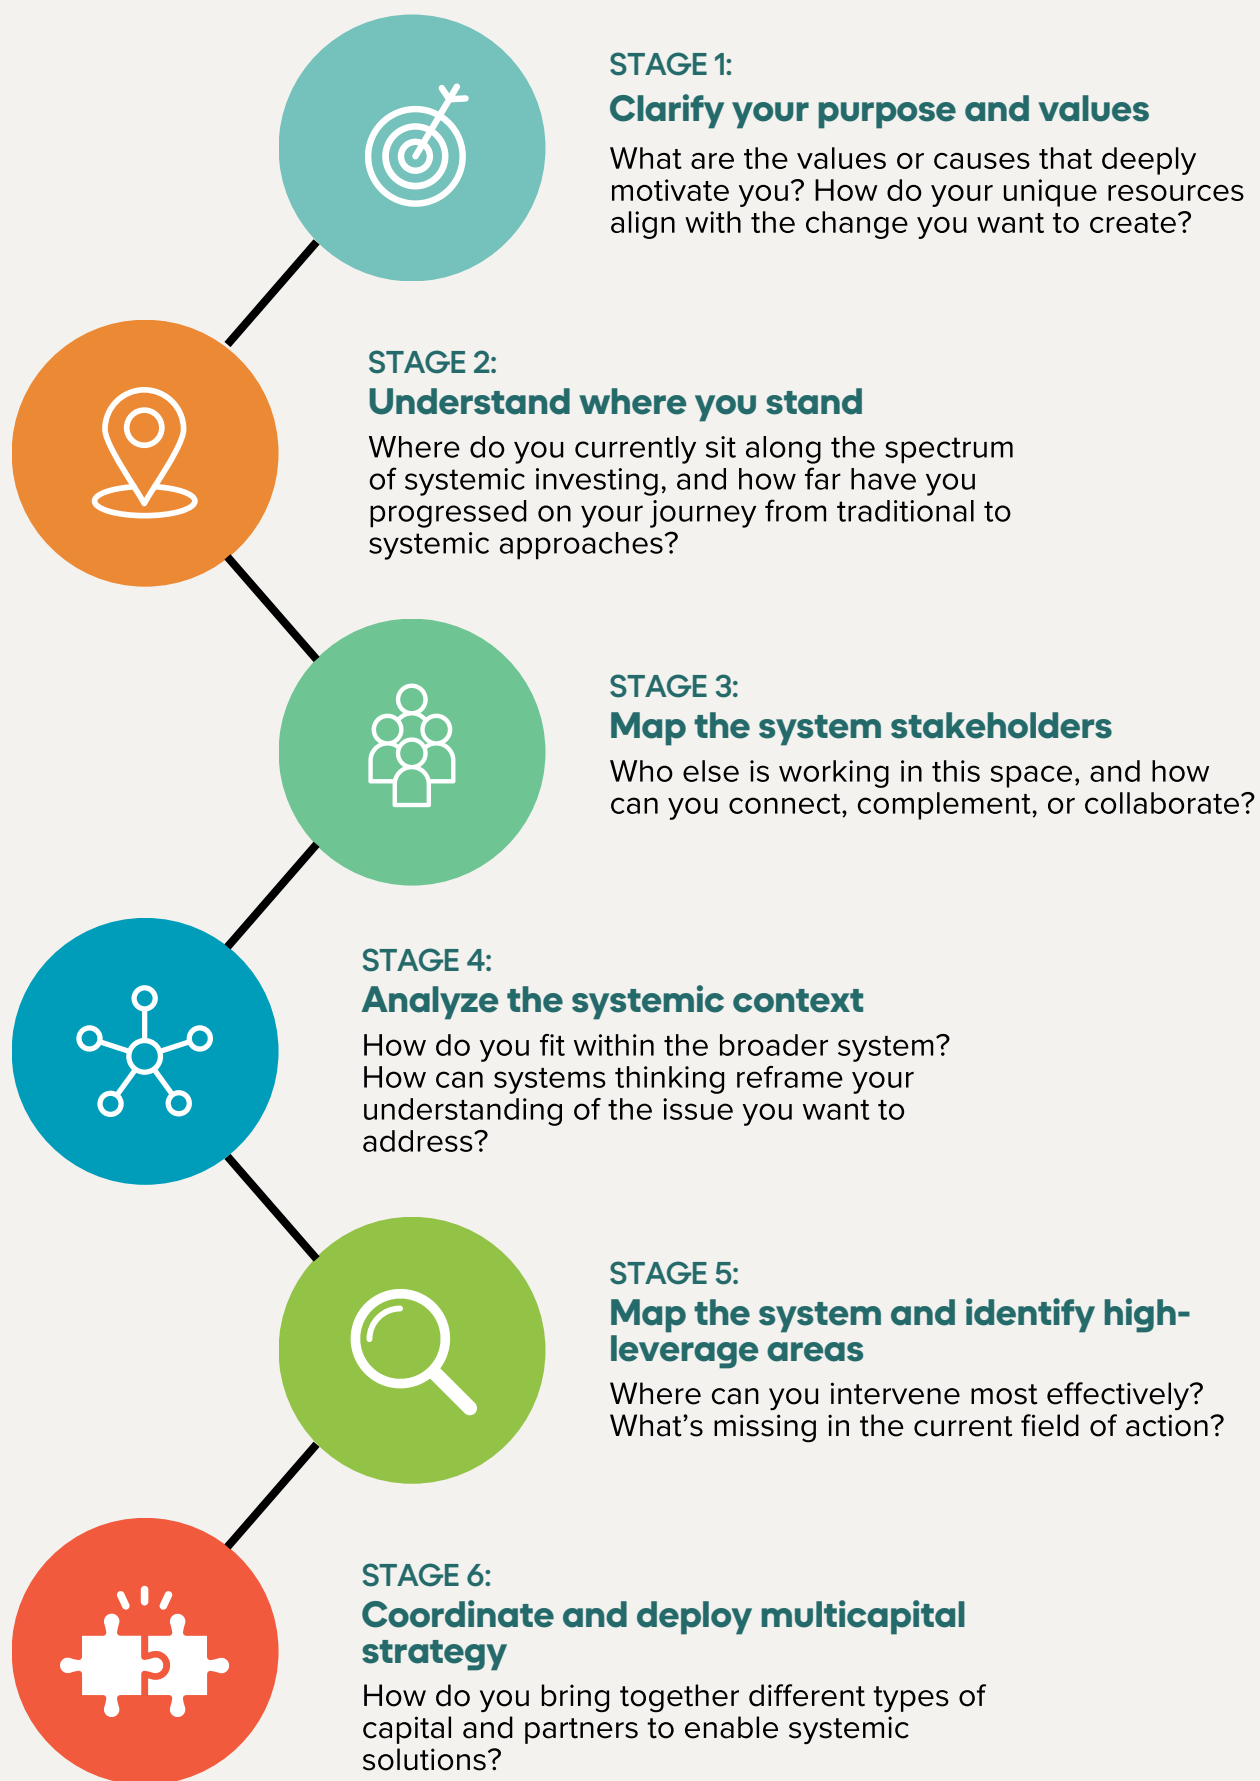 STAGE 1:
Clarify your purpose and values
What are the values or causes that deeply
motivate you? How do your unique resources
align with the change you want to create?
STAGE 2:
Understand where you stand
Where do you currently sit along the spectrum
of systemic investing, and how far have you
progressed on your journey from traditional to
systemic approaches?
STAGE 3:
Map the system stakeholders
Who else is working in this space, and how
can you connect, complement, or collaborate?
STAGE 4:
Analyze the systemic context
How do you fit within the broader system?
How can systems thinking reframe your
understanding of the issue you want to
address?
STAGE 5:
Map the system and identify high-
leverage areas
Where can you intervene most effectively?
What’s missing in the current field of action?
STAGE 6:
Coordinate and deploy multicapital
strategy
How do you bring together different types of
capital and partners to enable systemic
solutions?